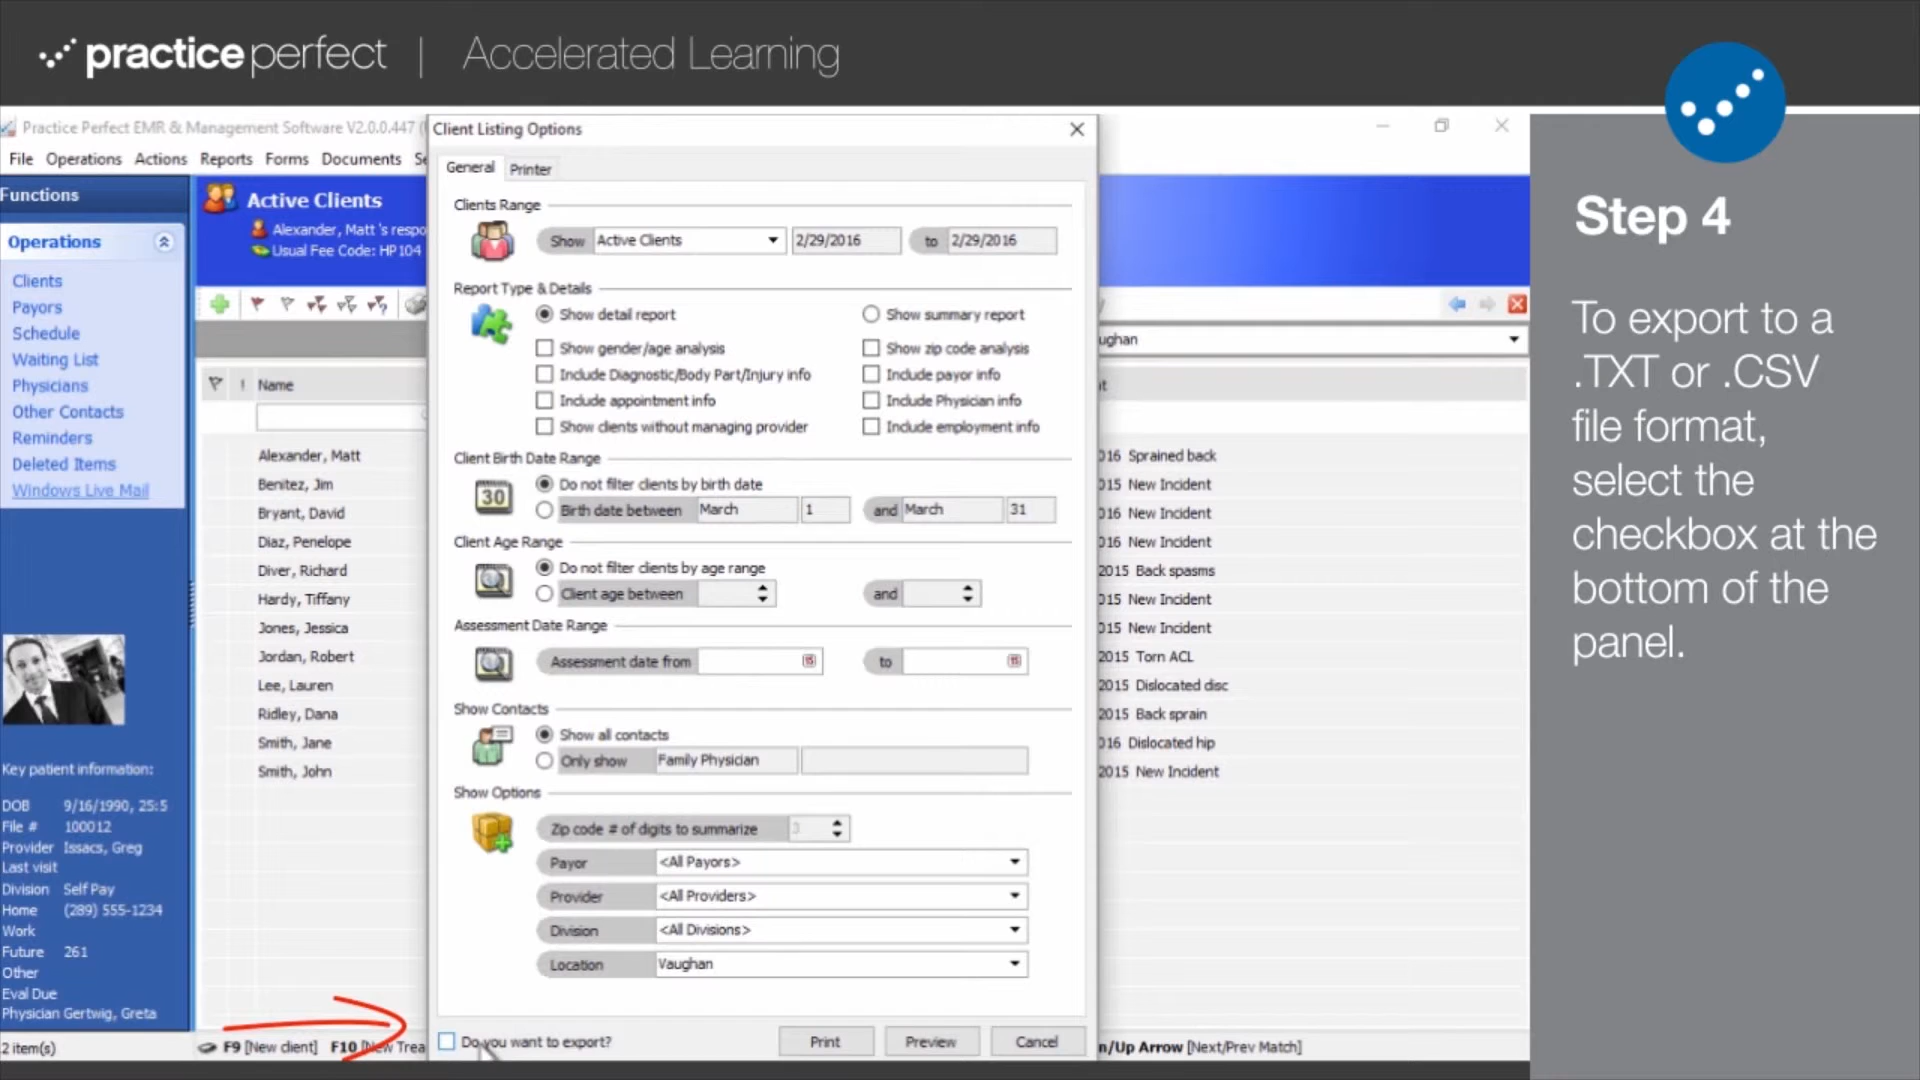 practiceperfect | Accelerated Learning
Practice Perfect EMR & Management Software V2.0.0.447
File Operations Actions Reports Forms Documents
Functions
Operations
Clients
Payors
Schedule
Waiting List
Physicians
Other Contacts
Reminders
Deleted Items
Windows Live Mail
Key patient information:
DOB 9/16/1990, 25:5
File # 100012
Provider Issacs, Greg
Last visit
Division Self Pay
Home (289) 555-1234
Work
Future 261
Other
Eval Due
Physician Gertwig, Greta
2 item(s)
Active Clients
Alexander, Matt 's respo
Usual Fee Code: HP104
! Name
Alexander, Matt
Benitez, Jim
Bryant, David
Diaz, Penelope
Diver, Richard
Hardy, Tiffany
Jones, Jessica
Jordan, Robert
Lee, Lauren
Ridley, Dana
Smith, Jane
Smith, John
F9 [New client] F10 [New Trea
Client Listing Options
General Printer
Clients Range
Show Active Clients 2/29/2016 to 2/29/2016
Report Type & Details
Show detail report Show summary report
Show gender/age analysis Show zip code analysis
Include Diagnostic/Body Part/Injury info Include payor info
Include appointment info Include Physician info
Show clients without managing provider Include employment info
Client Birth Date Range
30
Do not filter clients by birth date
Birth date between March 1 and March 31
Client Age Range
Do not filter clients by age range
Client age between and
Assessment Date Range
Assessment date from to
Show Contacts
Show all contacts
Only show Family Physician
Show Options
Zip code # of digits to summarize 3
Payor <All Payors>
Provider <All Providers>
Division <All Divisions>
Location Vaughan
Do you want to export? Print Preview Cancel
ughan
016 Sprained back
015 New Incident
016 New Incident
016 New Incident
2015 Back spasms
015 New Incident
015 New Incident
2015 Torn ACL
2015 Dislocated disc
2015 Back sprain
016 Dislocated hip
2015 New Incident
n/Up Arrow [Next/Prev Match]
Step 4
To export to a
.TXT or .CSV
file format,
select the
checkbox at the
bottom of the
panel.